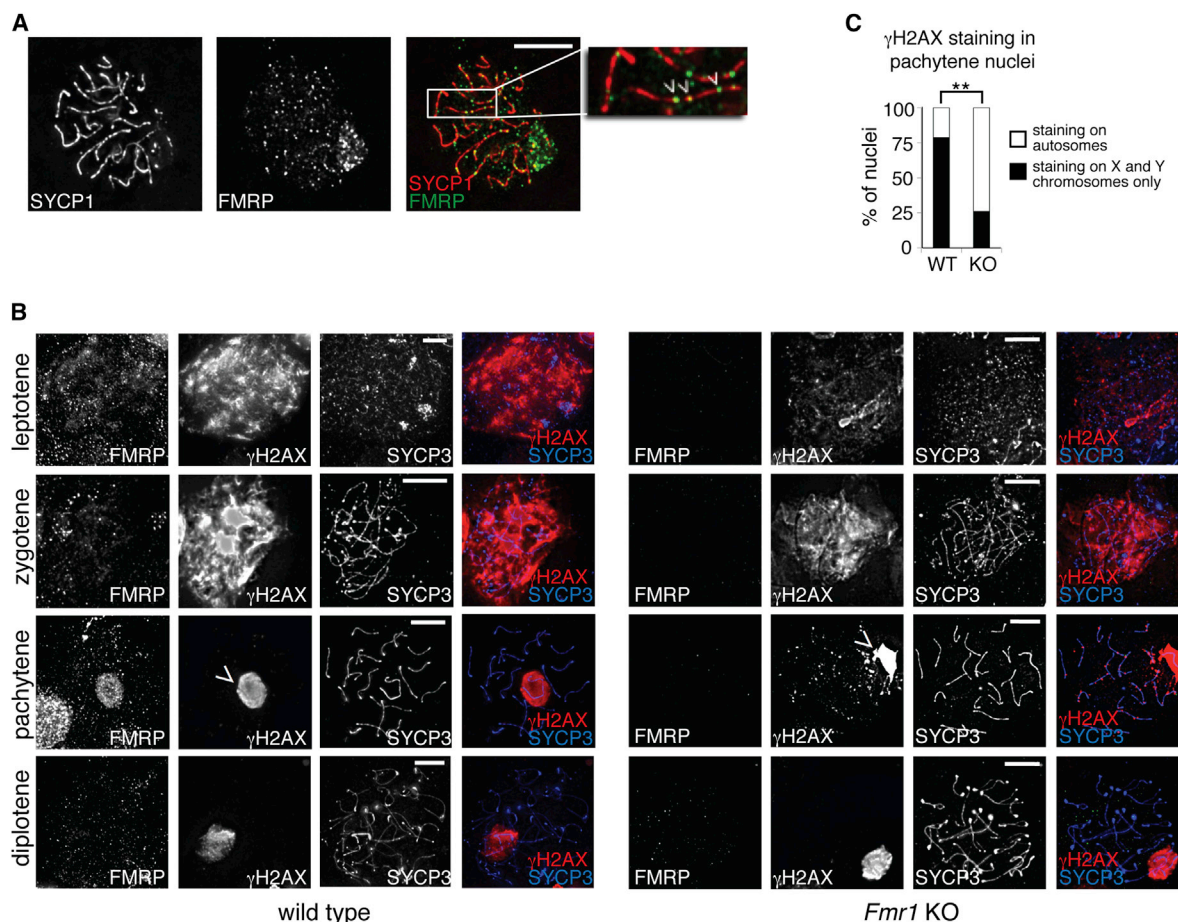 A
SYCP1
FMRP
SYCP1
FMRP
C
γH2AX staining in
pachytene nuclei
**
100
75
50
25
0
% of nuclei
WT KO
staining on
autosomes
staining on X and Y
chromosomes only
B
leptotene
FMRP
γH2AX
SYCP3
γH2AX
SYCP3
FMRP
γH2AX
SYCP3
γH2AX
SYCP3
zygotene
FMRP
γH2AX
SYCP3
γH2AX
SYCP3
FMRP
γH2AX
SYCP3
γH2AX
SYCP3
pachytene
FMRP
γH2AX
SYCP3
γH2AX
SYCP3
FMRP
γH2AX
SYCP3
γH2AX
SYCP3
diplotene
FMRP
γH2AX
SYCP3
γH2AX
SYCP3
FMRP
γH2AX
SYCP3
γH2AX
SYCP3
wild type
Fmr1 KO